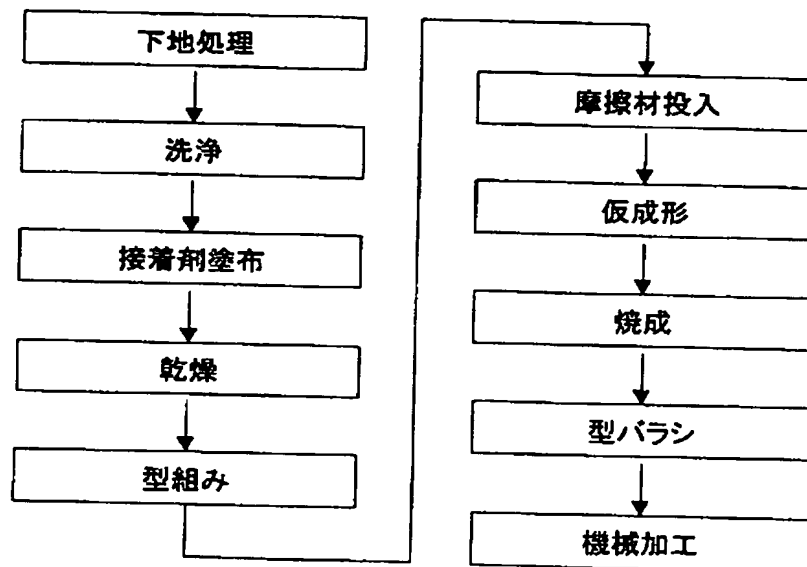 下地処理
洗浄
接着剤塗布
乾燥
型組み
摩擦材投入
仮成形
焼成
型バラシ
機械加工